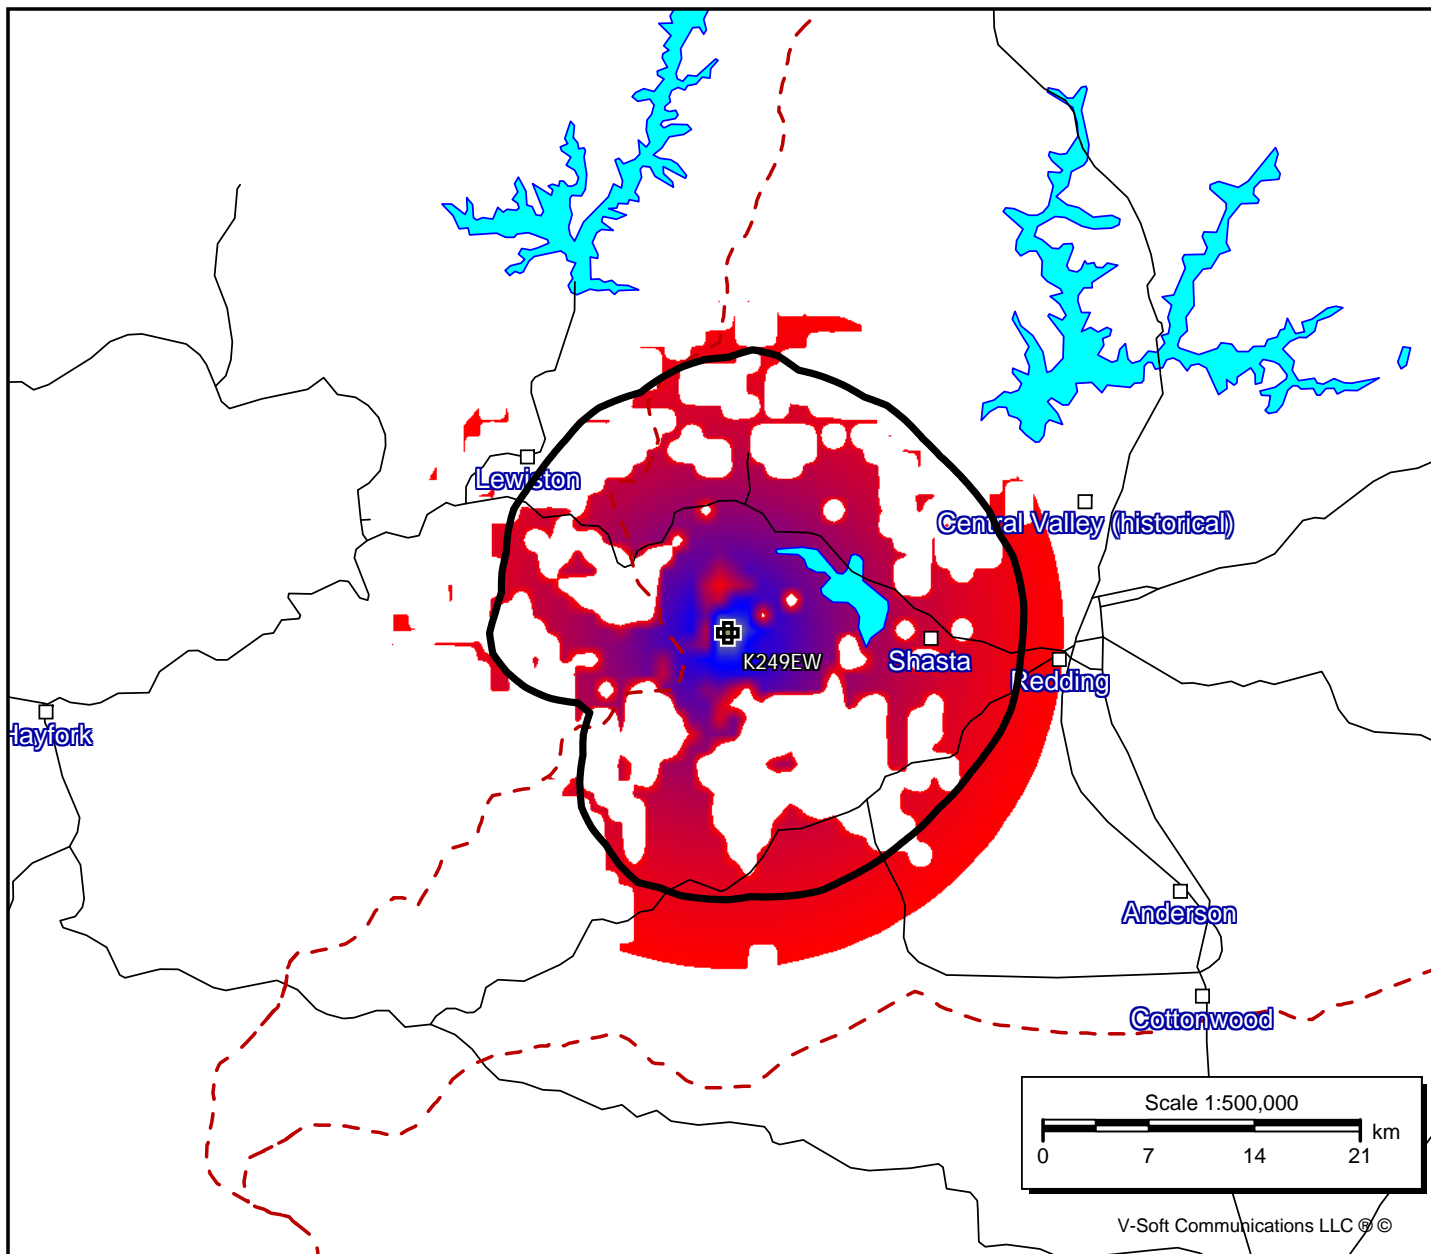 Lewiston
Central Valley (historical)
K249EW
Shasta
Redding
Hayfork
Anderson
Cottonwood
Scale 1:500,000
km
0 7 14 21
V-Soft Communications LLC ® ©